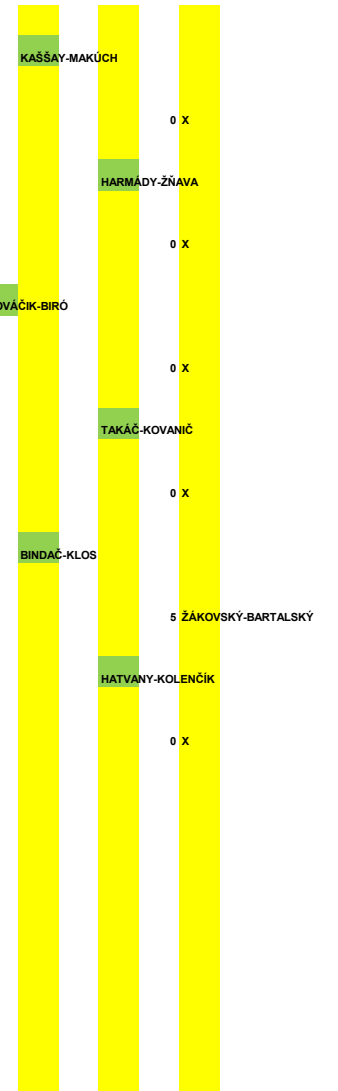 KAŠŠAY-MAKÚCH
0 X
HARMÁDY-ŽŇAVA
0 X
OVÁČIK-BIRÓ
0 X
TAKÁČ-KOVANIČ
0 X
BINDAČ-KLOS
5 ŽÁKOVSKÝ-BARTALSKÝ
HATVANY-KOLENČÍK
0 X